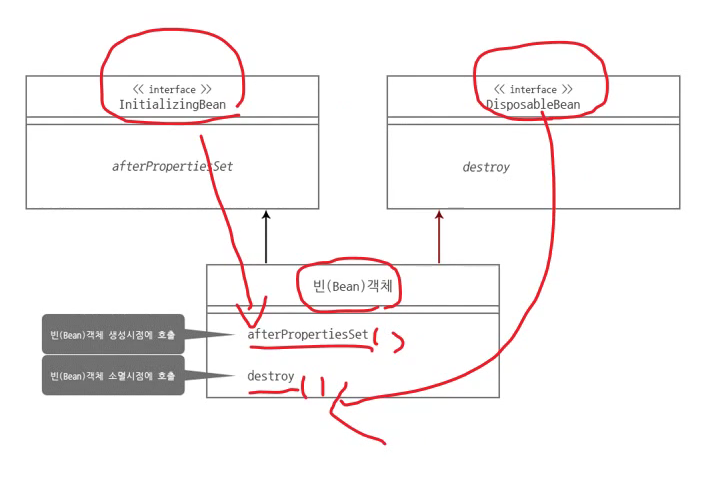 << interface >>
InitializingBean
afterPropertiesSet
<< interface >>
DisposableBean
destroy
빈(Bean)객체
빈(Bean)객체 생성시점에 호출
afterPropertiesSet ( )
빈(Bean)객체 소멸시점에 호출
destroy ( )